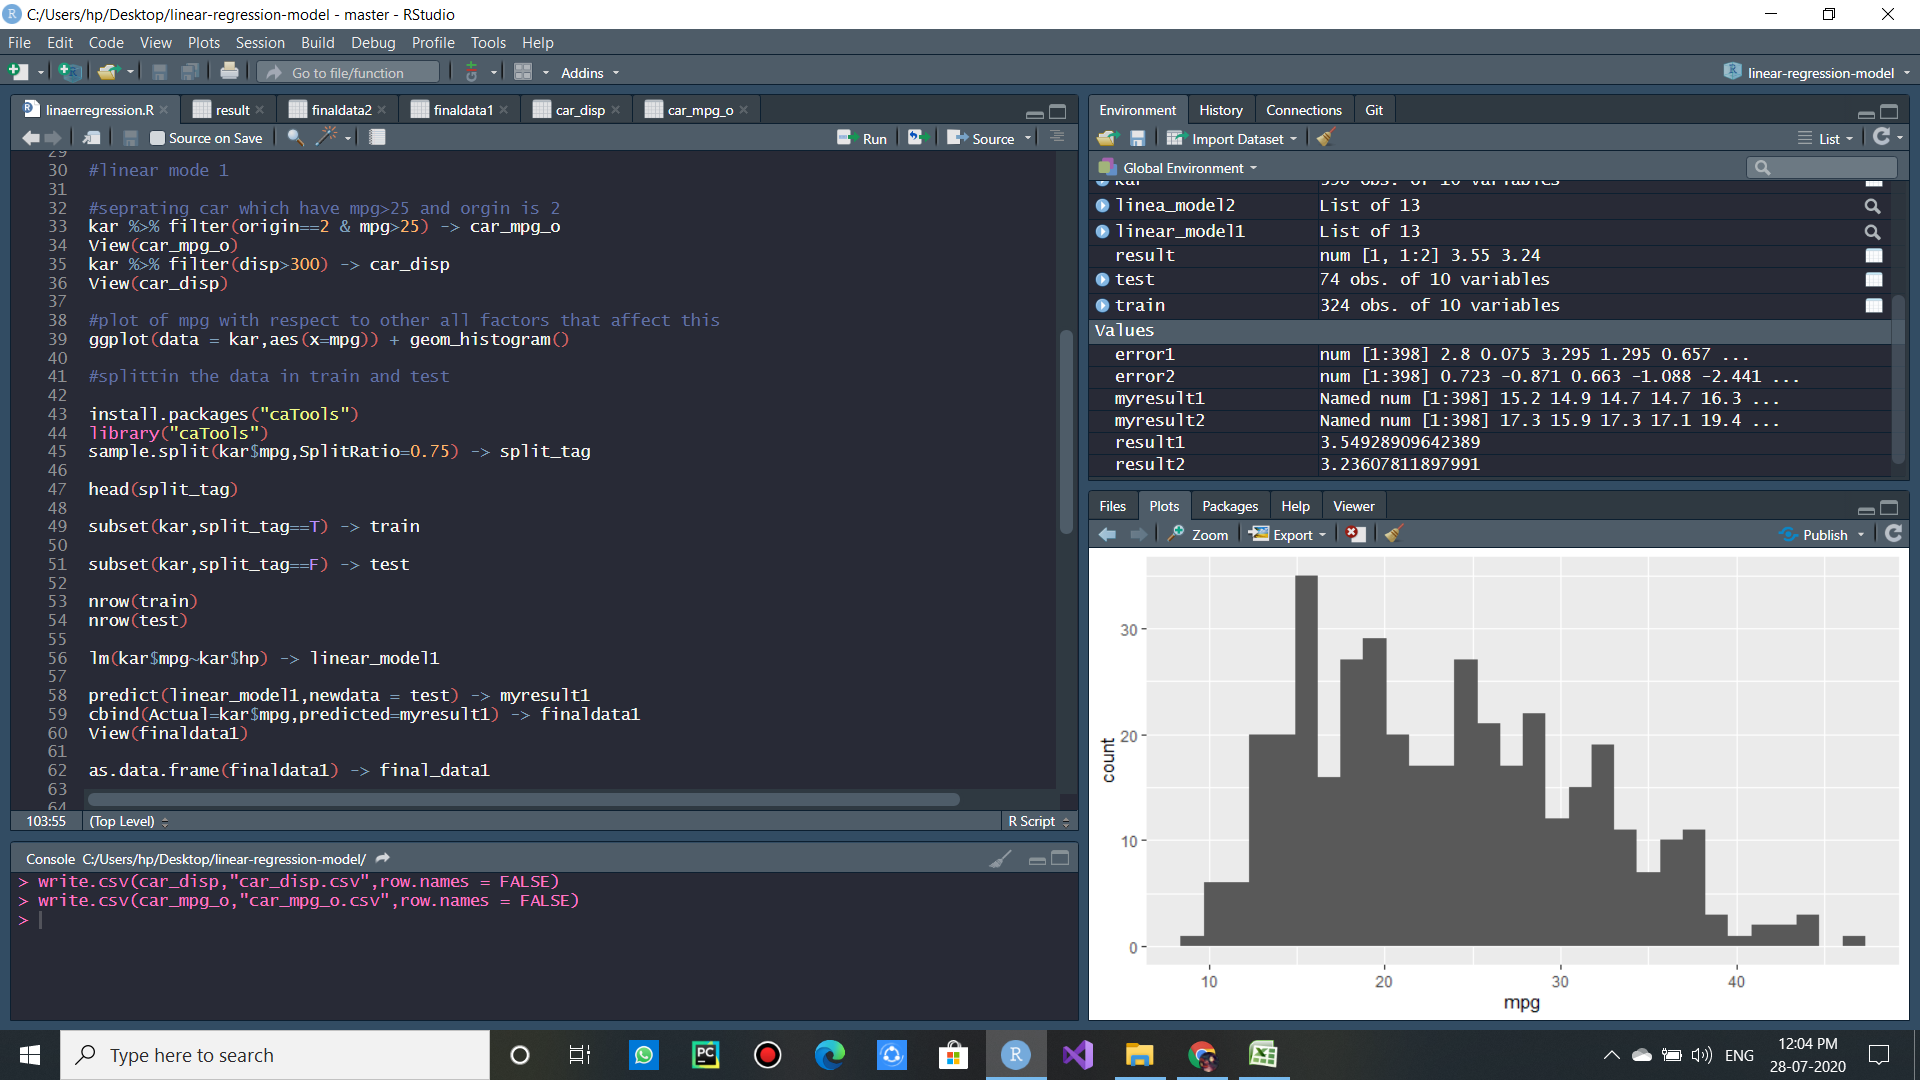 C:/Users/hp/Desktop/linear-regression-model - master - RStudio
File Edit Code View Plots Session Build Debug Profile Tools Help
Go to file/function Addins linear-regression-model
linaerregression.R result finaldata2 finaldata1 car_disp car_mpg_o
Source on Save Run Source
29
30 #linear mode 1
31
32 #seprating car which have mpg>25 and orgin is 2
33 kar %>% filter(origin==2 & mpg>25) -> car_mpg_o
34 View(car_mpg_o)
35 kar %>% filter(disp>300) -> car_disp
36 View(car_disp)
37
38 #plot of mpg with respect to other all factors that affect this
39 ggplot(data = kar,aes(x=mpg)) + geom_histogram()
40
41 #splittin the data in train and test
42
43 install.packages("caTools")
44 library("caTools")
45 sample.split(kar$mpg,SplitRatio=0.75) -> split_tag
46
47 head(split_tag)
48
49 subset(kar,split_tag==T) -> train
50
51 subset(kar,split_tag==F) -> test
52
53 nrow(train)
54 nrow(test)
55
56 lm(kar$mpg~kar$hp) -> linear_model1
57
58 predict(linear_model1,newdata = test) -> myresult1
59 cbind(Actual=kar$mpg,predicted=myresult1) -> finaldata1
60 View(finaldata1)
61
62 as.data.frame(finaldata1) -> final_data1
63
64
103:55 (Top Level) R Script
Console C:/Users/hp/Desktop/linear-regression-model/
> write.csv(car_disp,"car_disp.csv",row.names = FALSE)
> write.csv(car_mpg_o,"car_mpg_o.csv",row.names = FALSE)
>
Environment History Connections Git
Import Dataset List
Global Environment
kar 398 obs. of 10 variables
linea_model2 List of 13
linear_model1 List of 13
result num [1, 1:2] 3.55 3.24
test 74 obs. of 10 variables
train 324 obs. of 10 variables
Values
error1 num [1:398] 2.8 0.075 3.295 1.295 0.657 ...
error2 num [1:398] 0.723 -0.871 0.663 -1.088 -2.441 ...
myresult1 Named num [1:398] 15.2 14.9 14.7 14.7 16.3 ...
myresult2 Named num [1:398] 17.3 15.9 17.3 17.1 19.4 ...
result1 3.54928909642389
result2 3.23607811897991
Files Plots Packages Help Viewer
Zoom Export Publish
30
20
10
0
count
10 20 30 40
mpg
Type here to search
PC
R
ENG
12:04 PM
28-07-2020